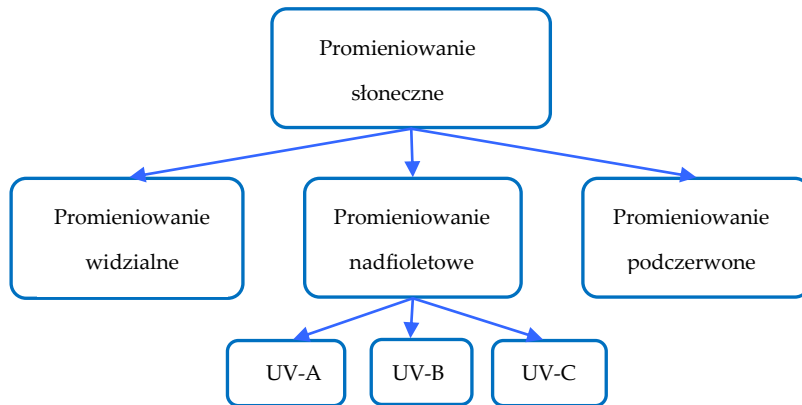 Promieniowanie
słoneczne
Promieniowanie
widzialne
Promieniowanie
nadfioletowe
Promieniowanie
podczerwone
UV-A
UV-B
UV-C